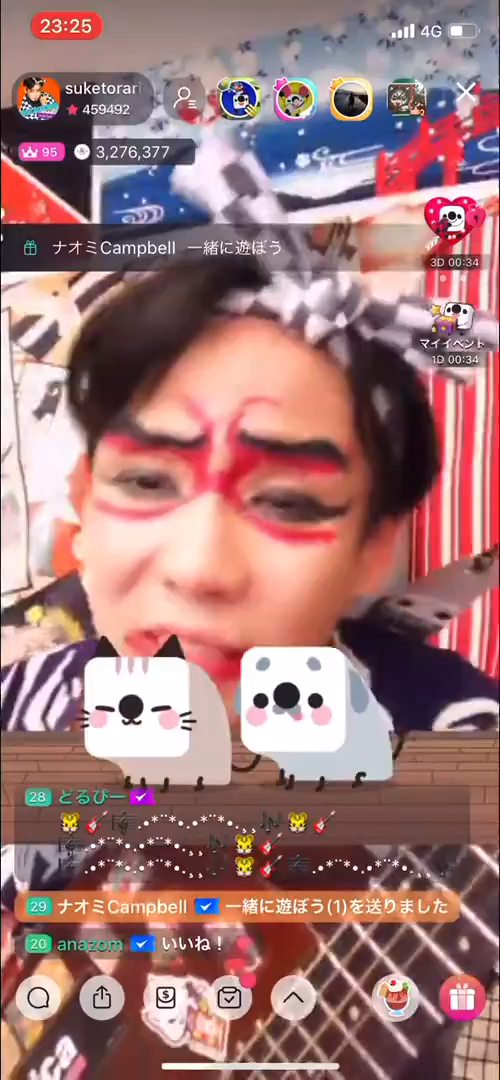 23:25
4G
suketorar
459492
95
3,276,377
ナオミCampbell 一緒に遊ぼう
3D 00:34
マイイベント
1D 00:34
28 どるぴー
29 ナオミCampbell 一緒に遊ぼう(1)を送りました
20 anazom いいね！